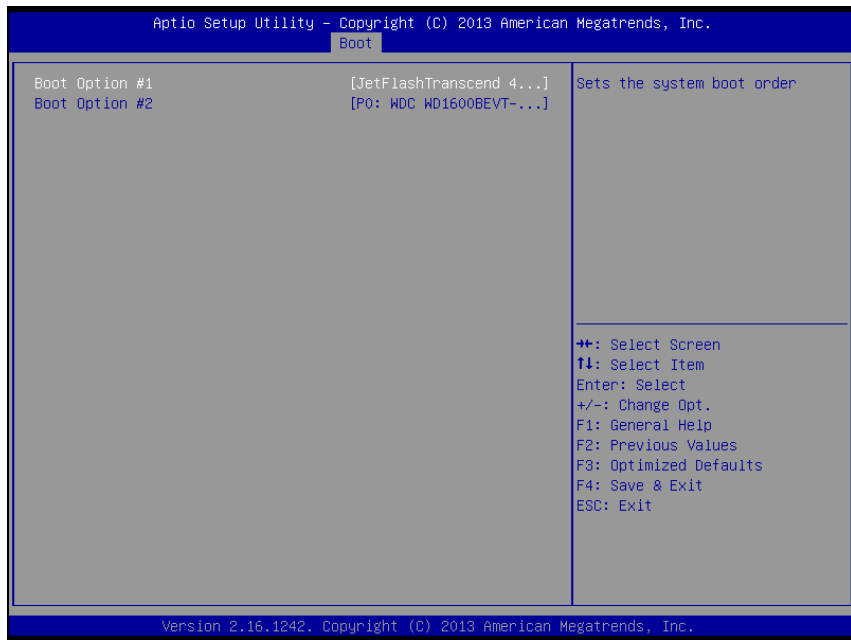 Aptio Setup Utility – Copyright (C) 2013 American Megatrends, Inc.
Boot
Boot Option #1 [JetFlashTranscend 4...]
Boot Option #2 [P0: WDC WD1600BEVT-...]
Sets the system boot order
→←: Select Screen
↑↓: Select Item
Enter: Select
+/-: Change Opt.
F1: General Help
F2: Previous Values
F3: Optimized Defaults
F4: Save & Exit
ESC: Exit
Version 2.16.1242. Copyright (C) 2013 American Megatrends, Inc.